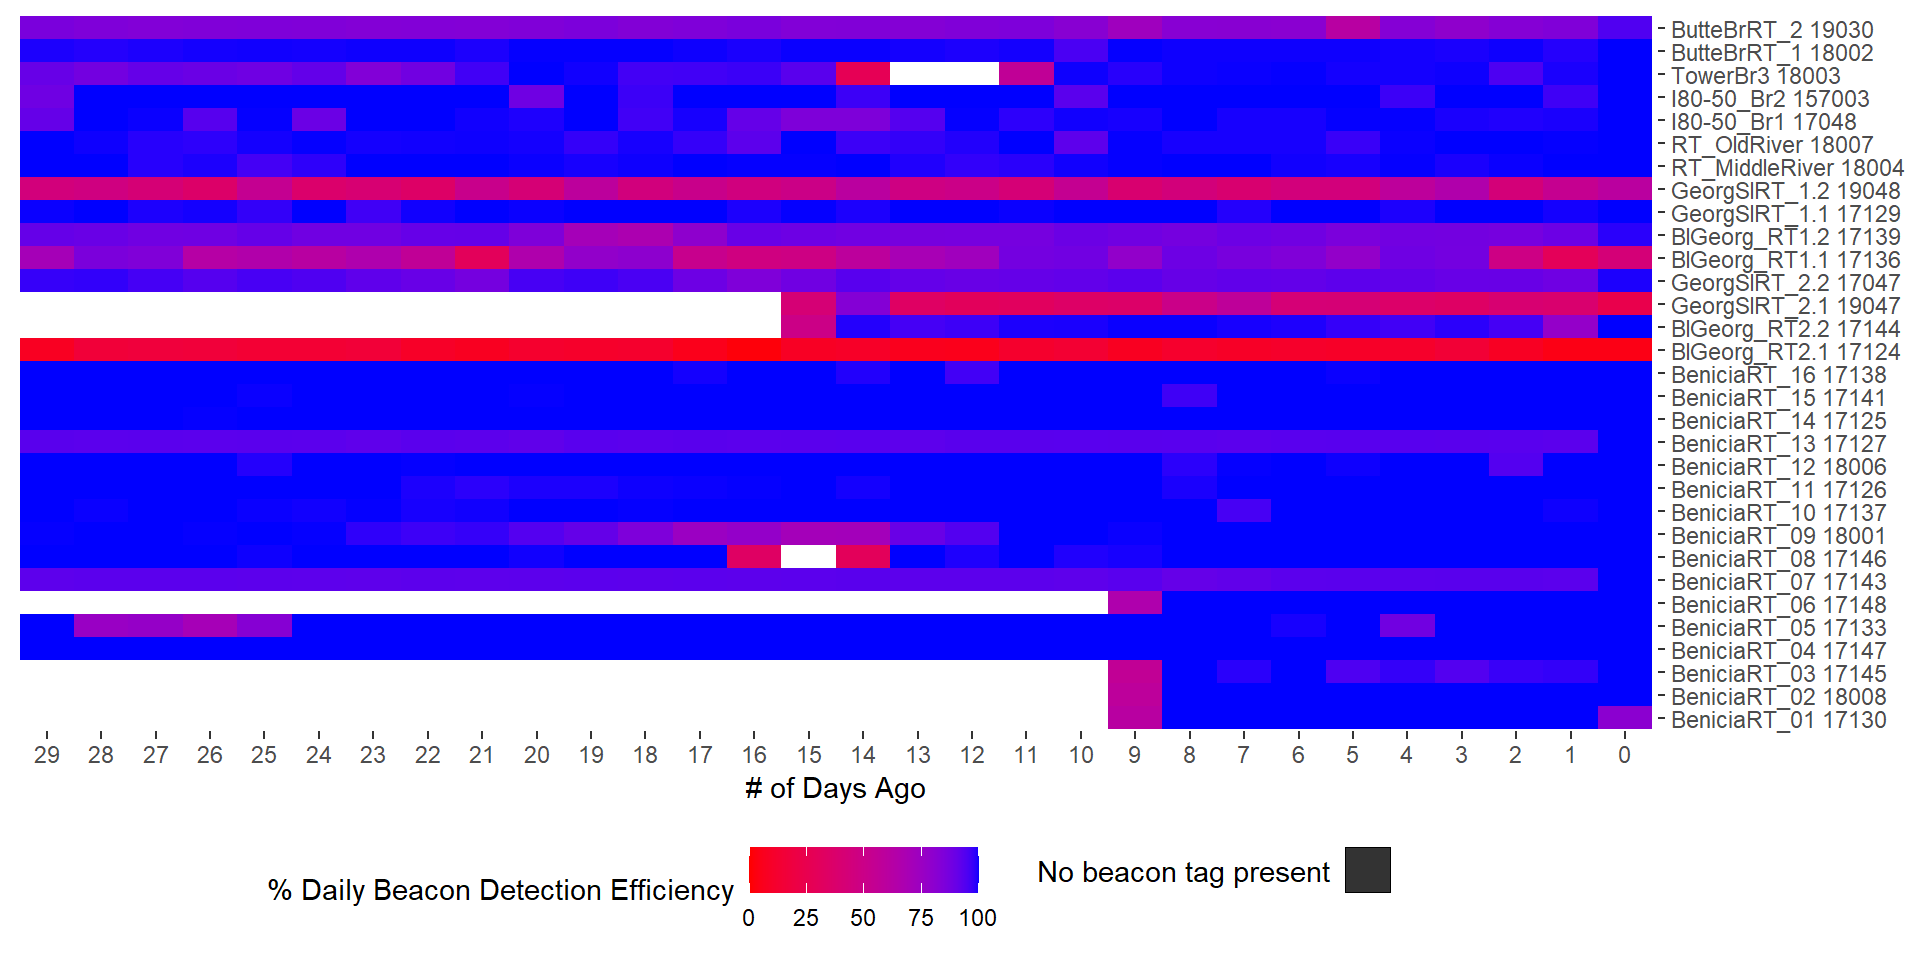 ButteBrRT_2 19030
ButteBrRT_1 18002
TowerBr3 18003
I80-50_Br2 157003
I80-50_Br1 17048
RT_OldRiver 18007
RT_MiddleRiver 18004
GeorgSlRT_1.2 19048
GeorgSlRT_1.1 17129
BlGeorg_RT1.2 17139
BlGeorg_RT1.1 17136
GeorgSlRT_2.2 17047
GeorgSlRT_2.1 19047
BlGeorg_RT2.2 17144
BlGeorg_RT2.1 17124
BeniciaRT_16 17138
BeniciaRT_15 17141
BeniciaRT_14 17125
BeniciaRT_13 17127
BeniciaRT_12 18006
BeniciaRT_11 17126
BeniciaRT_10 17137
BeniciaRT_09 18001
BeniciaRT_08 17146
BeniciaRT_07 17143
BeniciaRT_06 17148
BeniciaRT_05 17133
BeniciaRT_04 17147
BeniciaRT_03 17145
BeniciaRT_02 18008
BeniciaRT_01 17130
29 28 27 26 25 24 23 22 21 20 19 18 17 16 15 14 13 12 11 10 9 8 7 6 5 4 3 2 1 0
# of Days Ago
% Daily Beacon Detection Efficiency
0 25 50 75 100
No beacon tag present